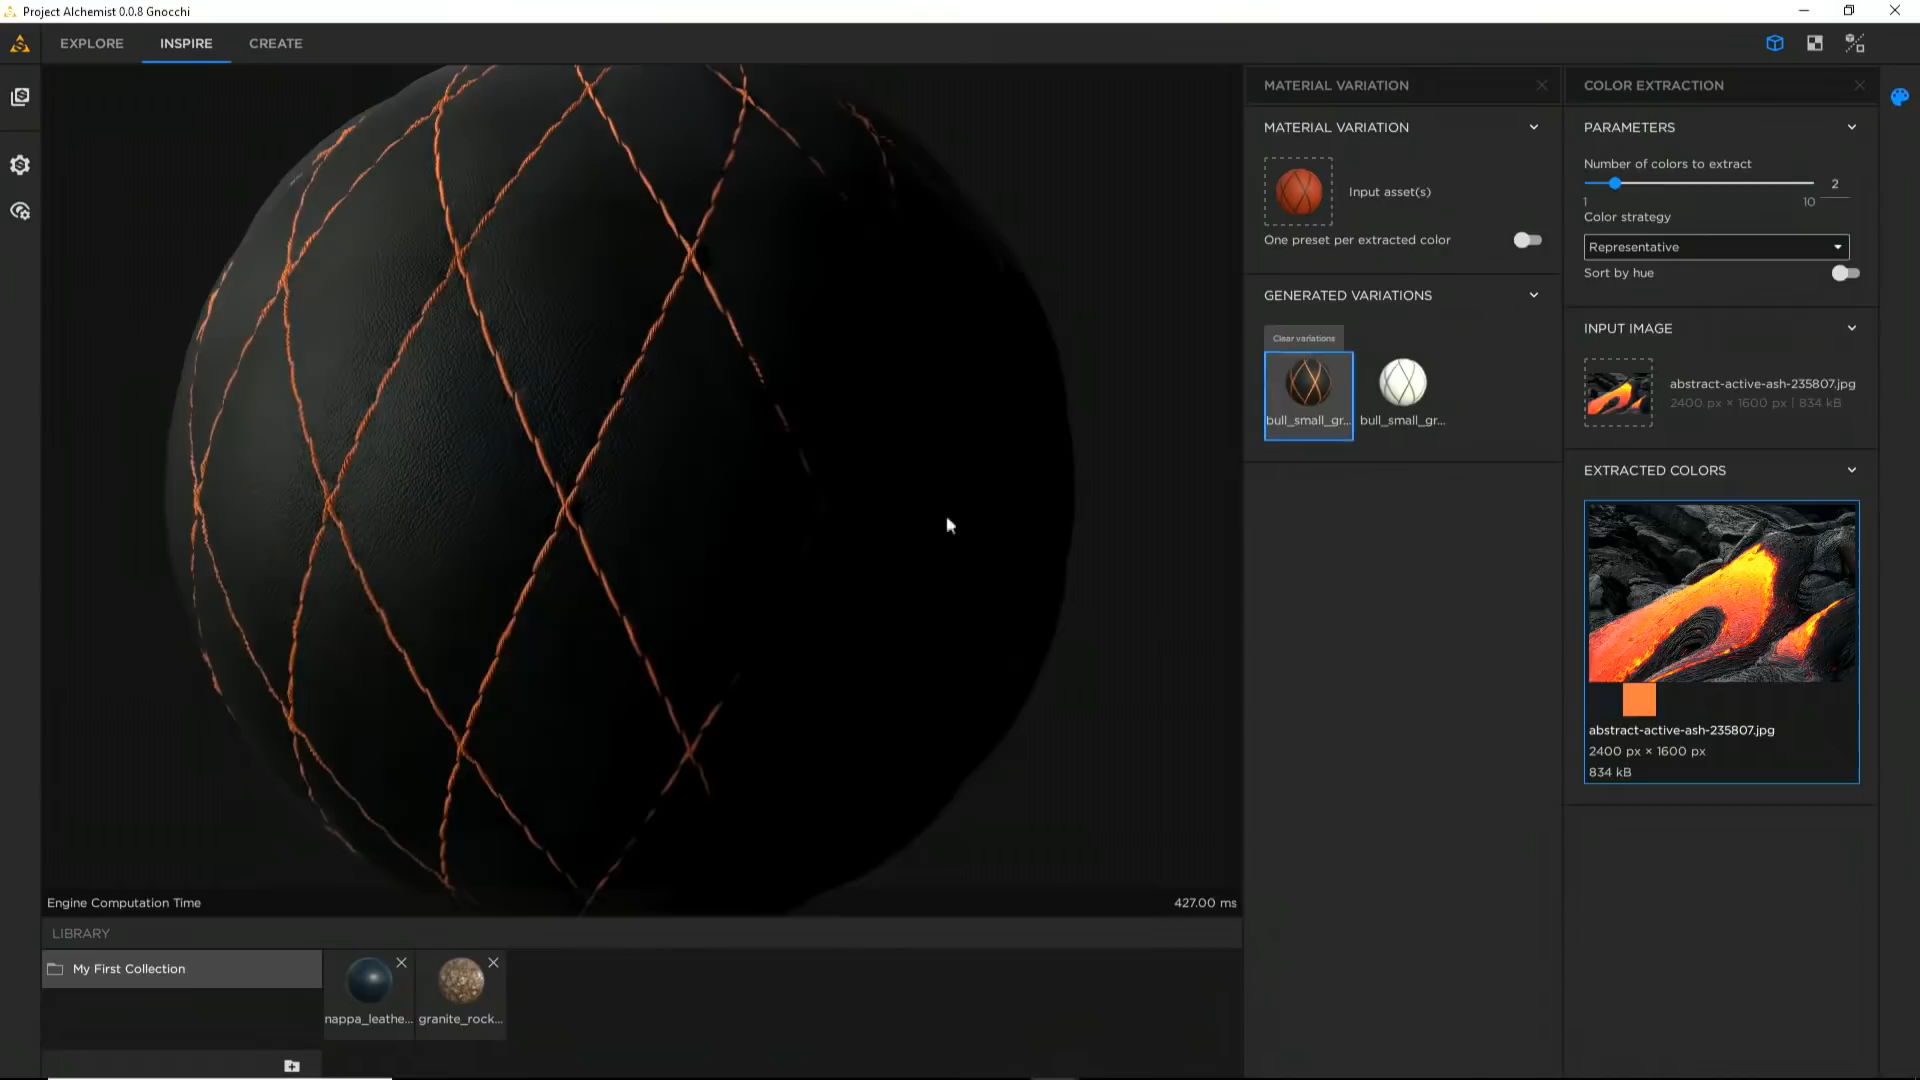 Project Alchemist 0.0.8 Gnocchi
EXPLORE
INSPIRE
CREATE
MATERIAL VARIATION
MATERIAL VARIATION
Input asset(s)
One preset per extracted color
GENERATED VARIATIONS
Clear variations
bull_small_gr...
bull_small_gr...
COLOR EXTRACTION
PARAMETERS
Number of colors to extract
2
1
10
Color strategy
Representative
Sort by hue
INPUT IMAGE
abstract-active-ash-235807.jpg
2400 px × 1600 px | 834 kB
EXTRACTED COLORS
abstract-active-ash-235807.jpg
2400 px × 1600 px
834 kB
Engine Computation Time
427.00 ms
LIBRARY
My First Collection
nappa_leathe...
granite_rock...